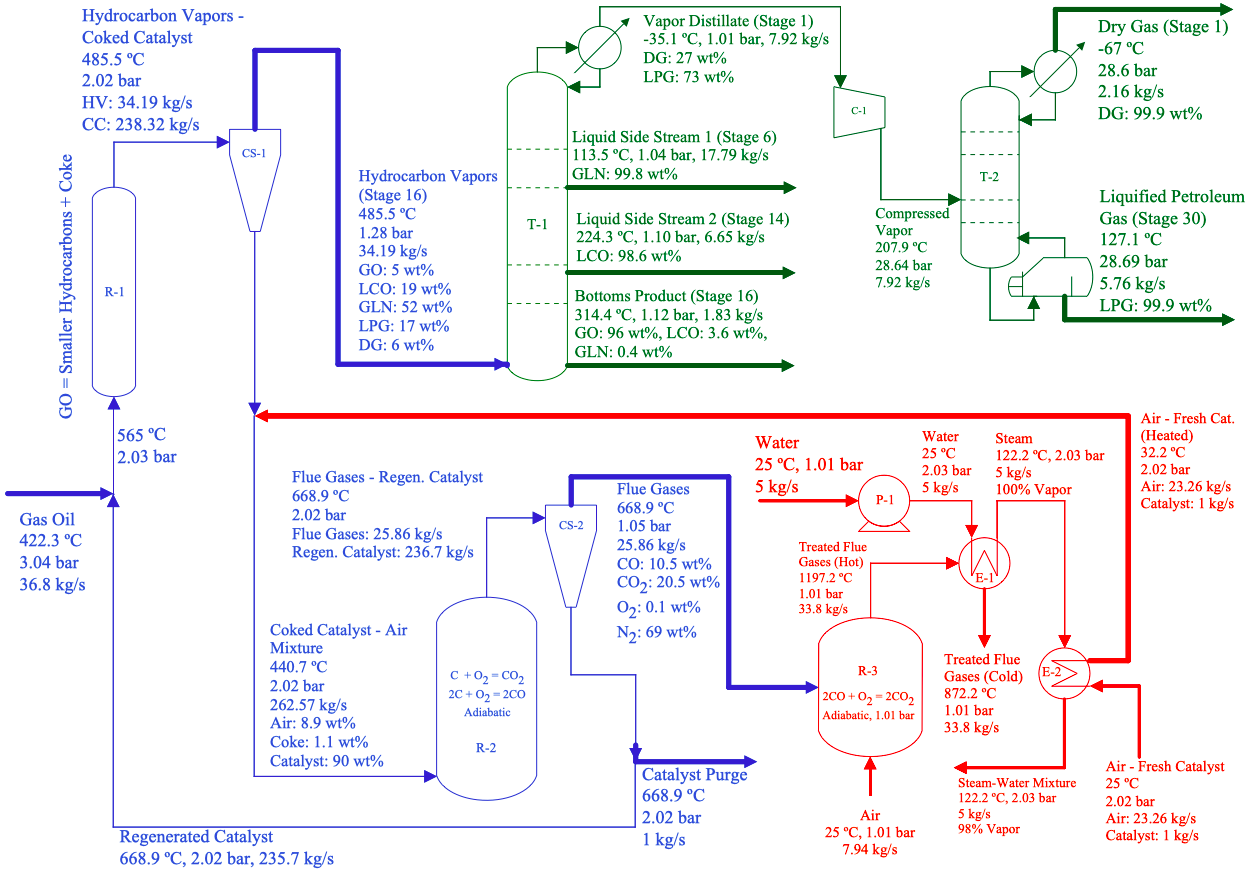 Hydrocarbon Vapors -
Coked Catalyst
485.5 ºC
2.02 bar
HV: 34.19 kg/s
CC: 238.32 kg/s
CS-1
GO = Smaller Hydrocarbons + Coke
R-1
565 ºC
2.03 bar
Gas Oil
422.3 ºC
3.04 bar
36.8 kg/s
Hydrocarbon Vapors
(Stage 16)
485.5 ºC
1.28 bar
34.19 kg/s
GO: 5 wt%
LCO: 19 wt%
GLN: 52 wt%
LPG: 17 wt%
DG: 6 wt%
T-1
Vapor Distillate (Stage 1)
-35.1 ºC, 1.01 bar, 7.92 kg/s
DG: 27 wt%
LPG: 73 wt%
Liquid Side Stream 1 (Stage 6)
113.5 ºC, 1.04 bar, 17.79 kg/s
GLN: 99.8 wt%
Liquid Side Stream 2 (Stage 14)
224.3 ºC, 1.10 bar, 6.65 kg/s
LCO: 98.6 wt%
Bottoms Product (Stage 16)
314.4 ºC, 1.12 bar, 1.83 kg/s
GO: 96 wt%, LCO: 3.6 wt%,
GLN: 0.4 wt%
C-1
Compressed
Vapor
207.9 ºC
28.64 bar
7.92 kg/s
T-2
Dry Gas (Stage 1)
-67 ºC
28.6 bar
2.16 kg/s
DG: 99.9 wt%
Liquified Petroleum
Gas (Stage 30)
127.1 ºC
28.69 bar
5.76 kg/s
LPG: 99.9 wt%
Flue Gases - Regen. Catalyst
668.9 ºC
2.02 bar
Flue Gases: 25.86 kg/s
Regen. Catalyst: 236.7 kg/s
CS-2
Flue Gases
668.9 ºC
1.05 bar
25.86 kg/s
CO: 10.5 wt%
CO2: 20.5 wt%
O2: 0.1 wt%
N2: 69 wt%
Coked Catalyst - Air
Mixture
440.7 ºC
2.02 bar
262.57 kg/s
Air: 8.9 wt%
Coke: 1.1 wt%
Catalyst: 90 wt%
C + O2 = CO2
2C + O2 = 2CO
Adiabatic
R-2
Catalyst Purge
668.9 ºC
2.02 bar
1 kg/s
Regenerated Catalyst
668.9 ºC, 2.02 bar, 235.7 kg/s
Water
25 ºC, 1.01 bar
5 kg/s
P-1
Water
25 ºC
2.03 bar
5 kg/s
Steam
122.2 ºC, 2.03 bar
5 kg/s
100% Vapor
Air - Fresh Cat.
(Heated)
32.2 ºC
2.02 bar
Air: 23.26 kg/s
Catalyst: 1 kg/s
Treated Flue
Gases (Hot)
1197.2 ºC
1.01 bar
33.8 kg/s
E-1
R-3
2CO + O2 = 2CO2
Adiabatic, 1.01 bar
Treated Flue
Gases (Cold)
872.2 ºC
1.01 bar
33.8 kg/s
E-2
Air
25 ºC, 1.01 bar
7.94 kg/s
Steam-Water Mixture
122.2 ºC, 2.03 bar
5 kg/s
98% Vapor
Air - Fresh Catalyst
25 ºC
2.02 bar
Air: 23.26 kg/s
Catalyst: 1 kg/s